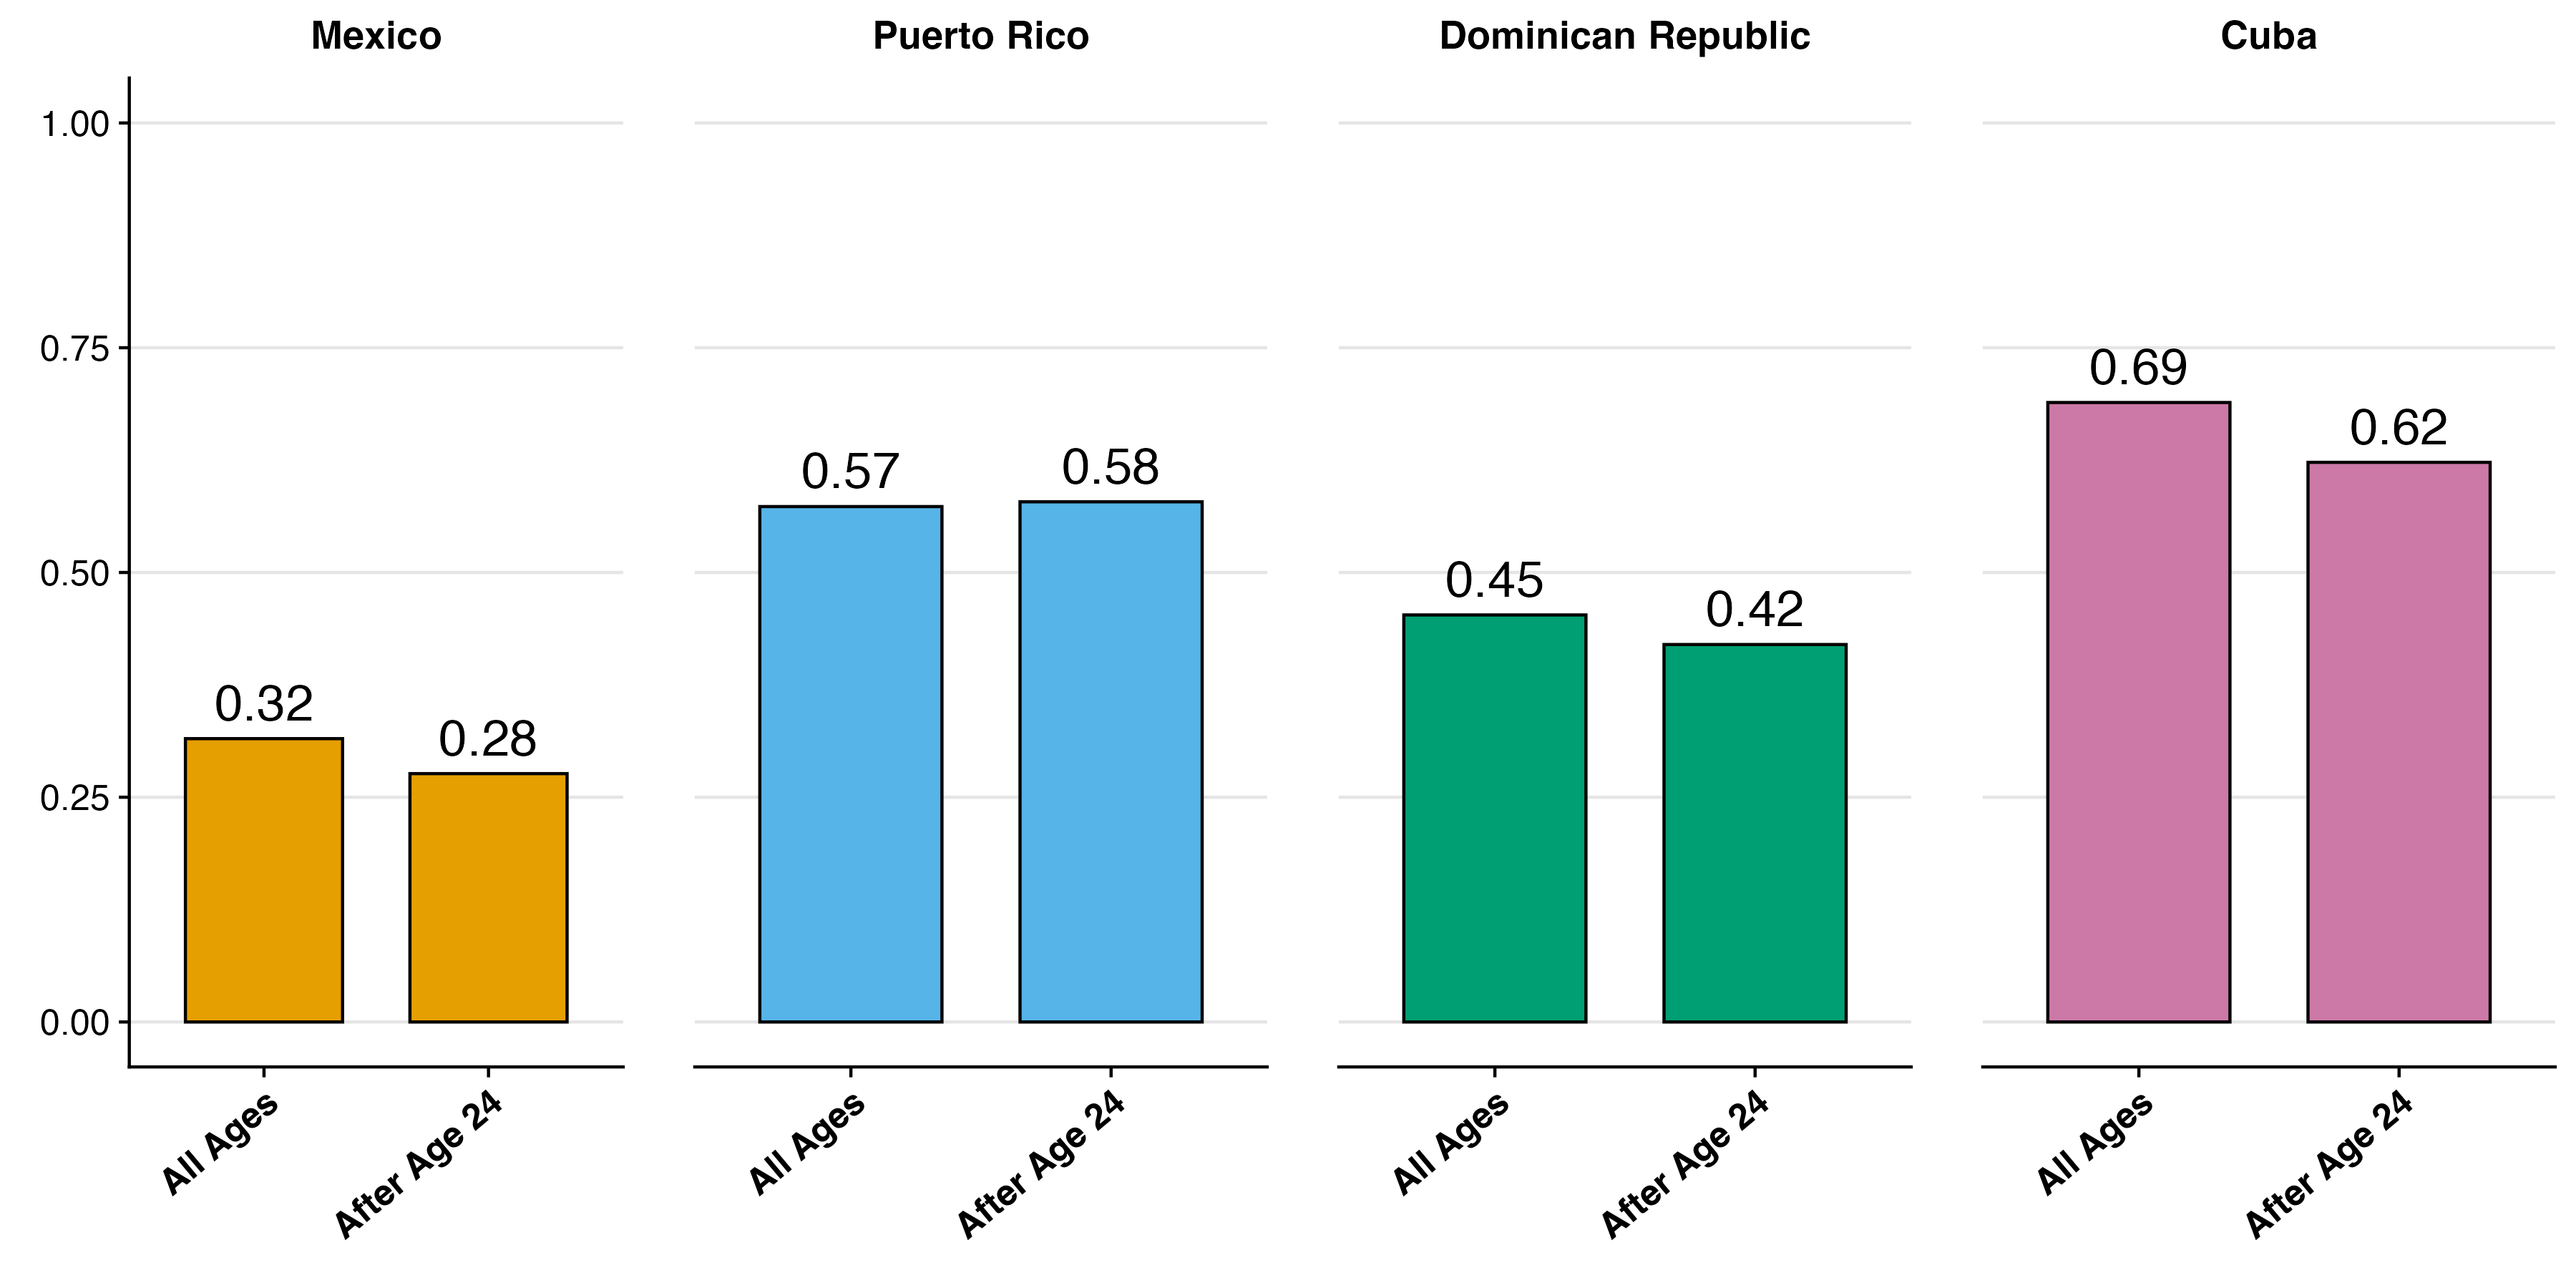 Mexico
Puerto Rico
Dominican Republic
Cuba
1.00
0.75
0.50
0.25
0.00
0.32
0.28
0.57
0.58
0.45
0.42
0.69
0.62
All Ages
After Age 24
All Ages
After Age 24
All Ages
After Age 24
All Ages
After Age 24